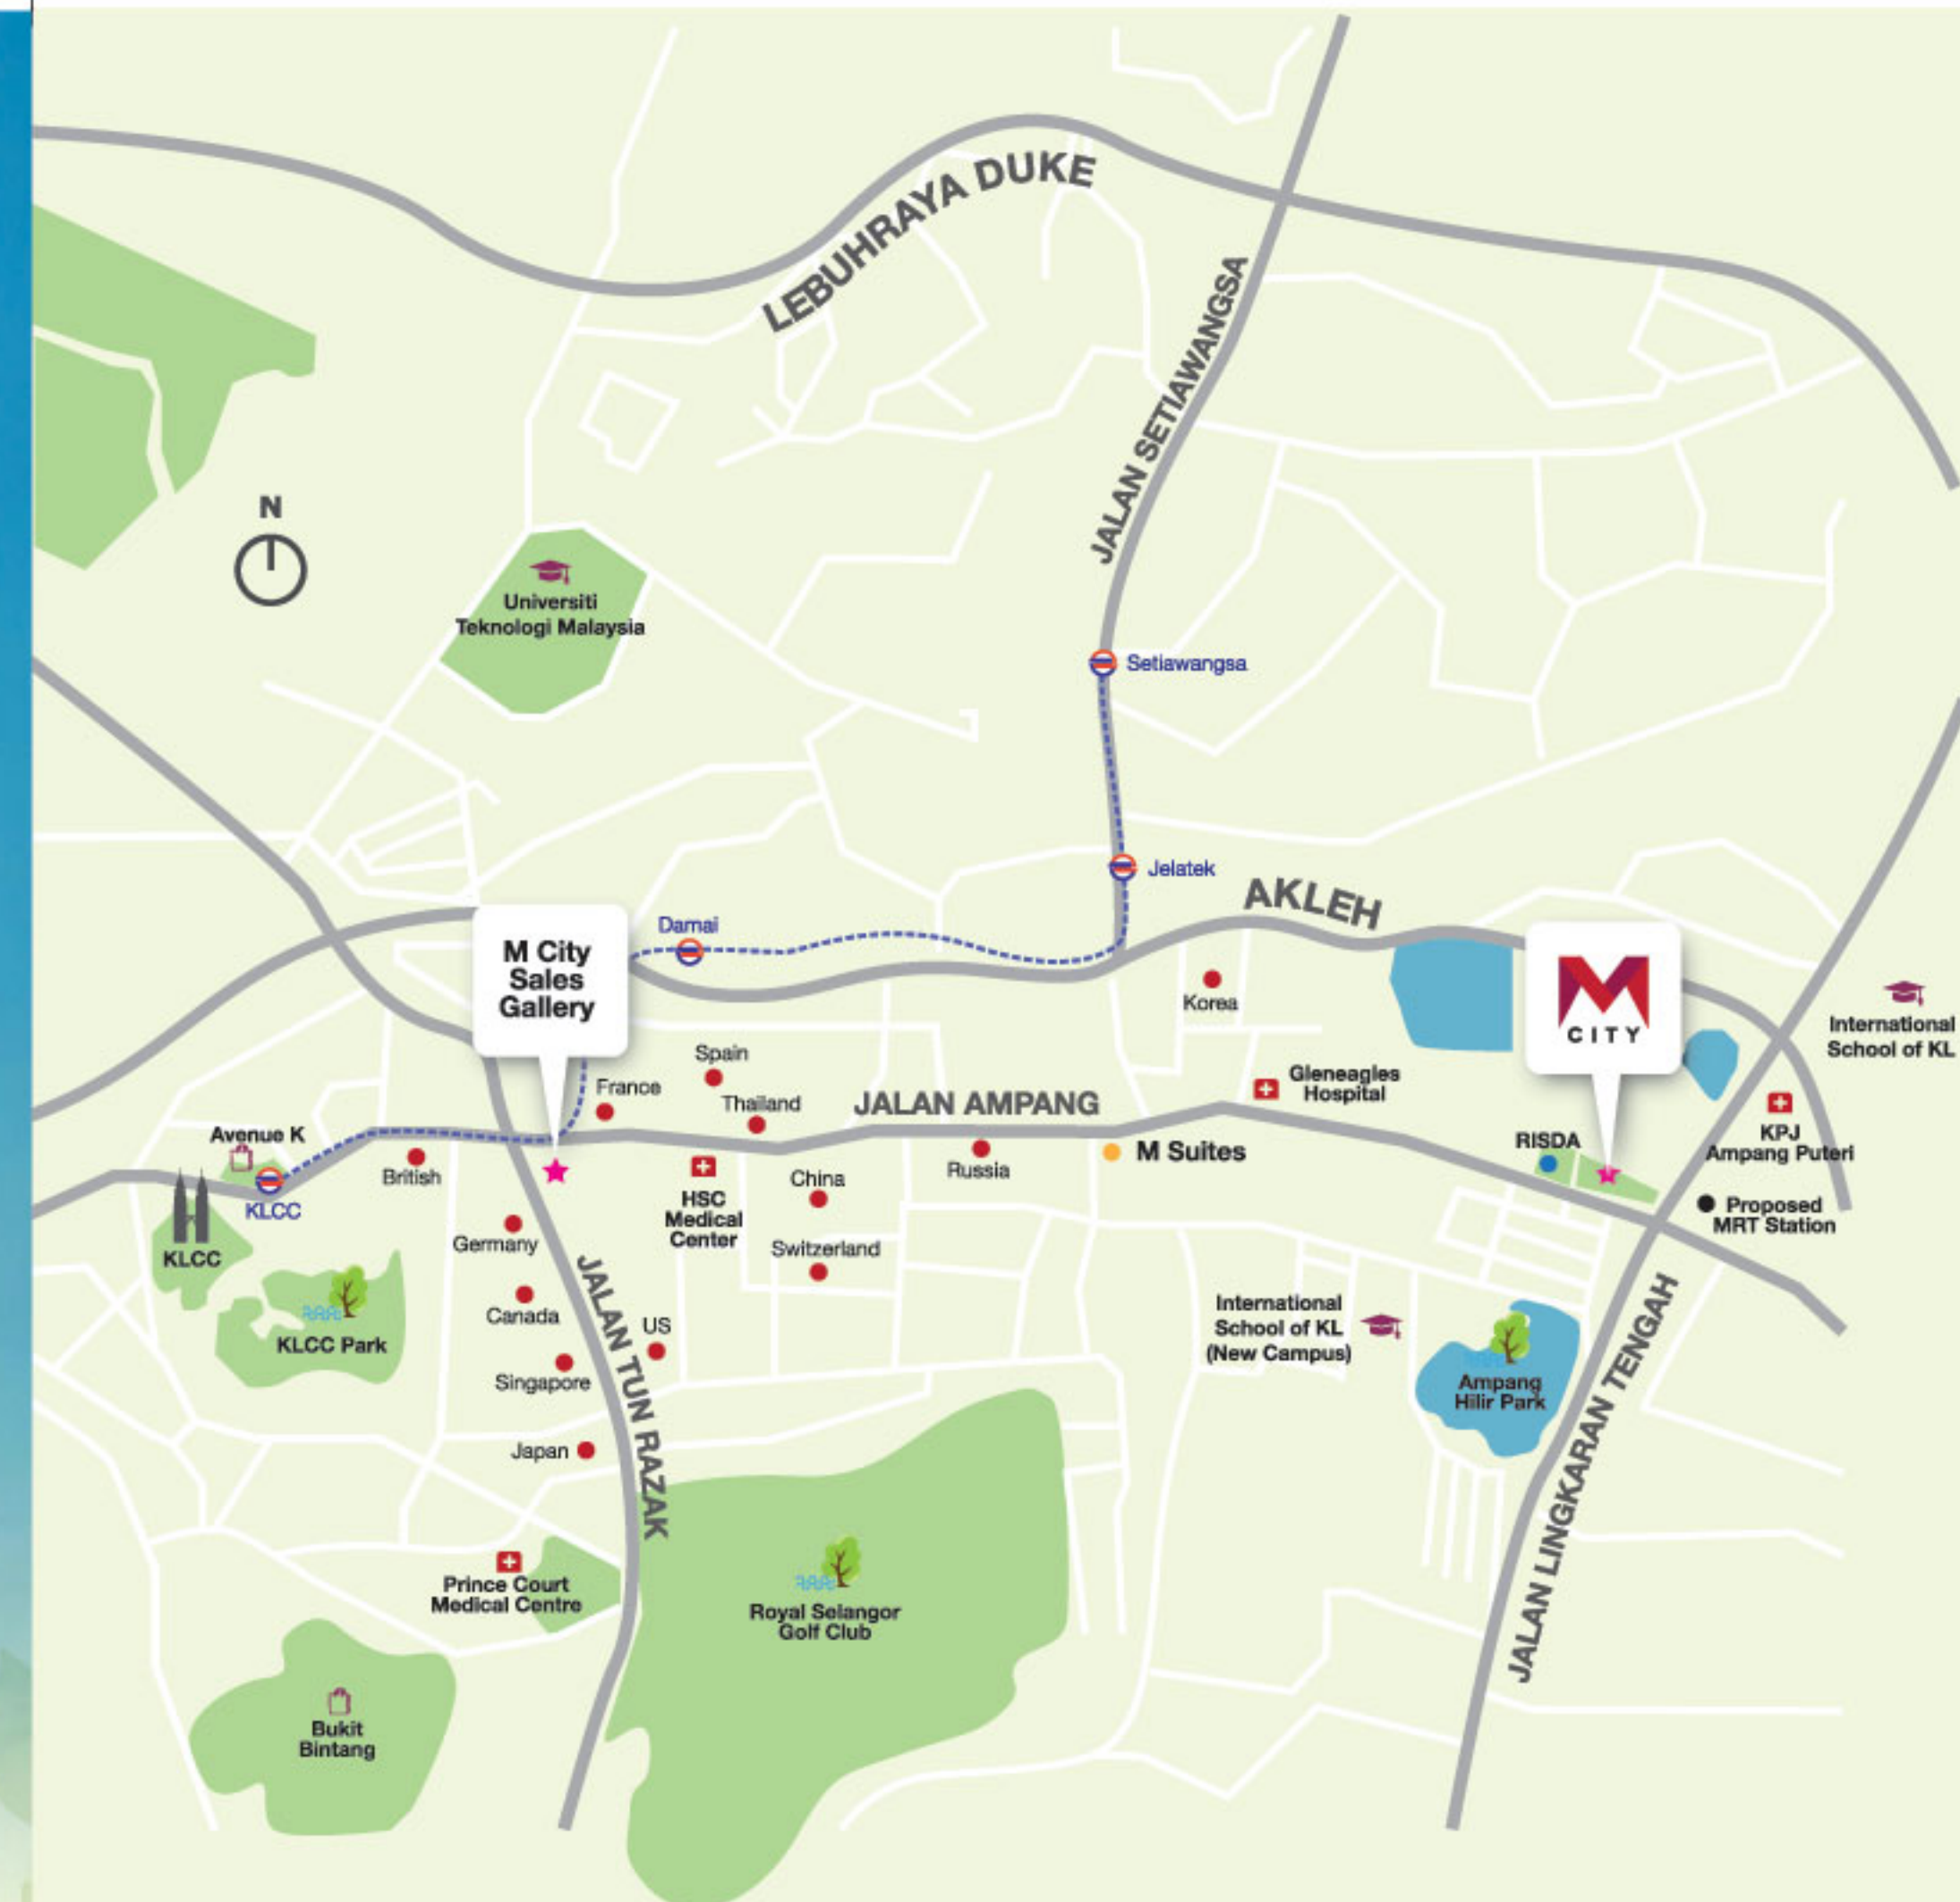 LEBUHRAYA DUKE
JALAN SETIAWANGSA
N
Universiti
Teknologi Malaysia
Setiawangsa
Jelatek
AKLEH
Damai
M City
Sales
Gallery
M
CITY
Korea
International
School of KL
Spain
France
Thailand
JALAN AMPANG
Gleneagles
Hospital
Avenue K
British
KLCC
KLCC
HSC
Medical
Center
China
Russia
M Suites
RISDA
KPJ
Ampang Puteri
Proposed
MRT Station
Germany
Switzerland
Canada
JALAN TUN RAZAK
US
KLCC Park
Singapore
Japan
International
School of KL
(New Campus)
Ampang
Hilir Park
JALAN LINGKARAN TENGAH
Prince Court
Medical Centre
Royal Selangor
Golf Club
Bukit
Bintang